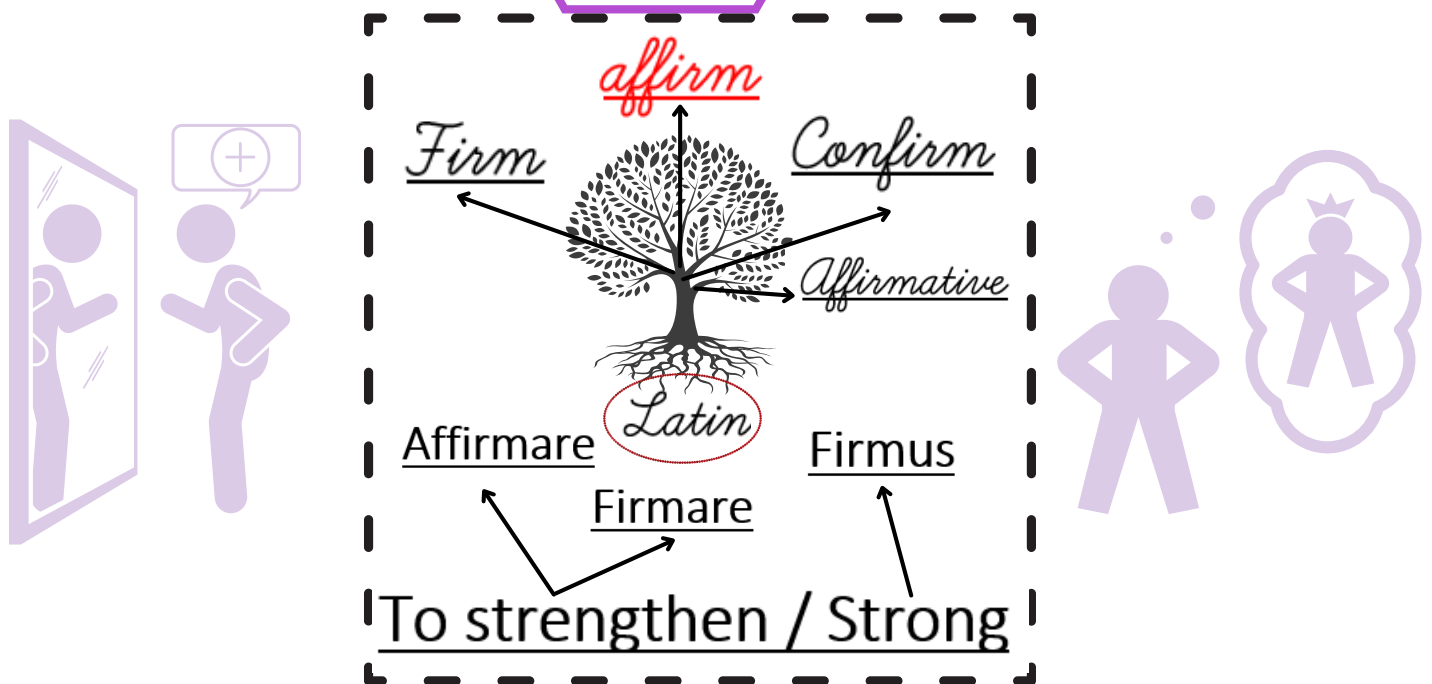 affirm
Firm
Confirm
Affirmative
Latin
Affirmare
Firmus
Firmare
To strengthen / Strong